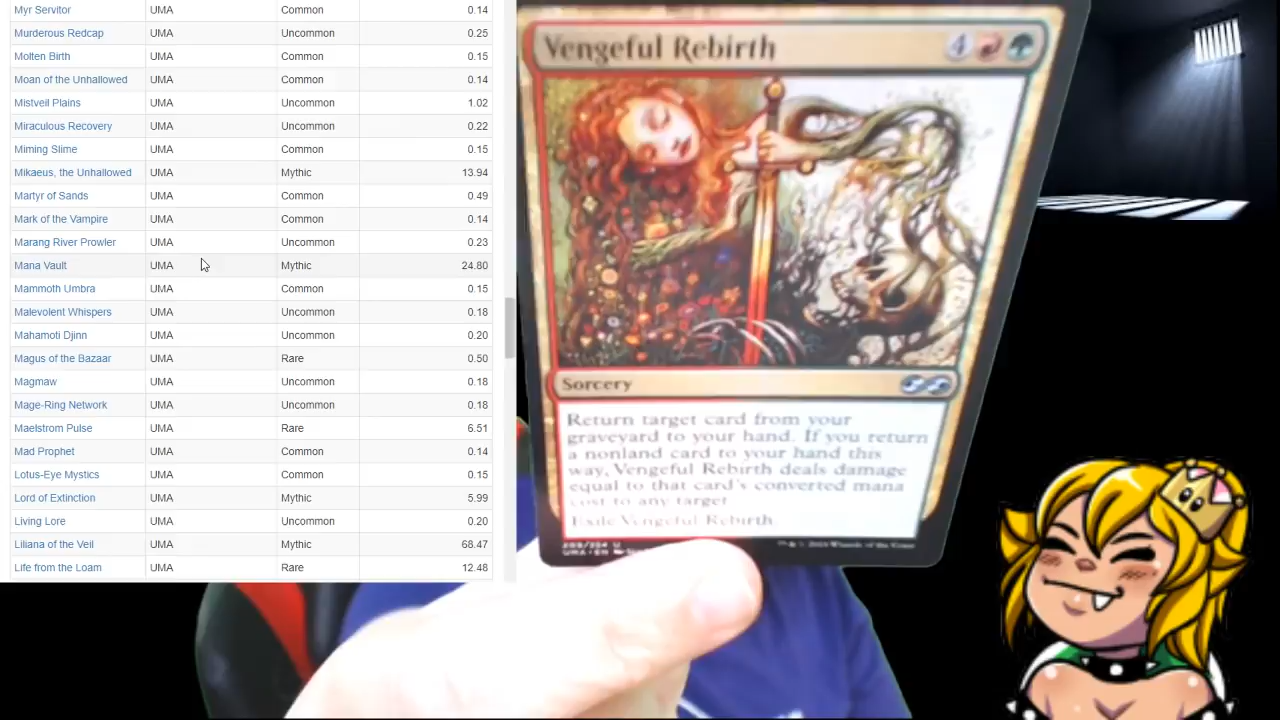 Myr Servitor UMA Common 0.14
Murderous Redcap UMA Uncommon 0.25
Molten Birth UMA Common 0.15
Moan of the Unhallowed UMA Common 0.14
Mistveil Plains UMA Uncommon 1.02
Miraculous Recovery UMA Uncommon 0.22
Miming Slime UMA Common 0.15
Mikaeus, the Unhallowed UMA Mythic 13.94
Martyr of Sands UMA Common 0.49
Mark of the Vampire UMA Common 0.14
Marang River Prowler UMA Uncommon 0.23
Mana Vault UMA Mythic 24.80
Mammoth Umbra UMA Common 0.15
Malevolent Whispers UMA Uncommon 0.18
Mahamoti Djinn UMA Uncommon 0.20
Magus of the Bazaar UMA Rare 0.50
Magmaw UMA Uncommon 0.18
Mage-Ring Network UMA Uncommon 0.18
Maelstrom Pulse UMA Rare 6.51
Mad Prophet UMA Common 0.14
Lotus-Eye Mystics UMA Common 0.15
Lord of Extinction UMA Mythic 5.99
Living Lore UMA Uncommon 0.20
Liliana of the Veil UMA Mythic 68.47
Life from the Loam UMA Rare 12.48
Vengeful Rebirth 4
Sorcery
Return target card from your
graveyard to your hand. If you return
a nonland card to your hand this
way, Vengeful Rebirth deals damage
equal to that card's converted mana
cost to any target
Exile Vengeful Rebirth.
UMA